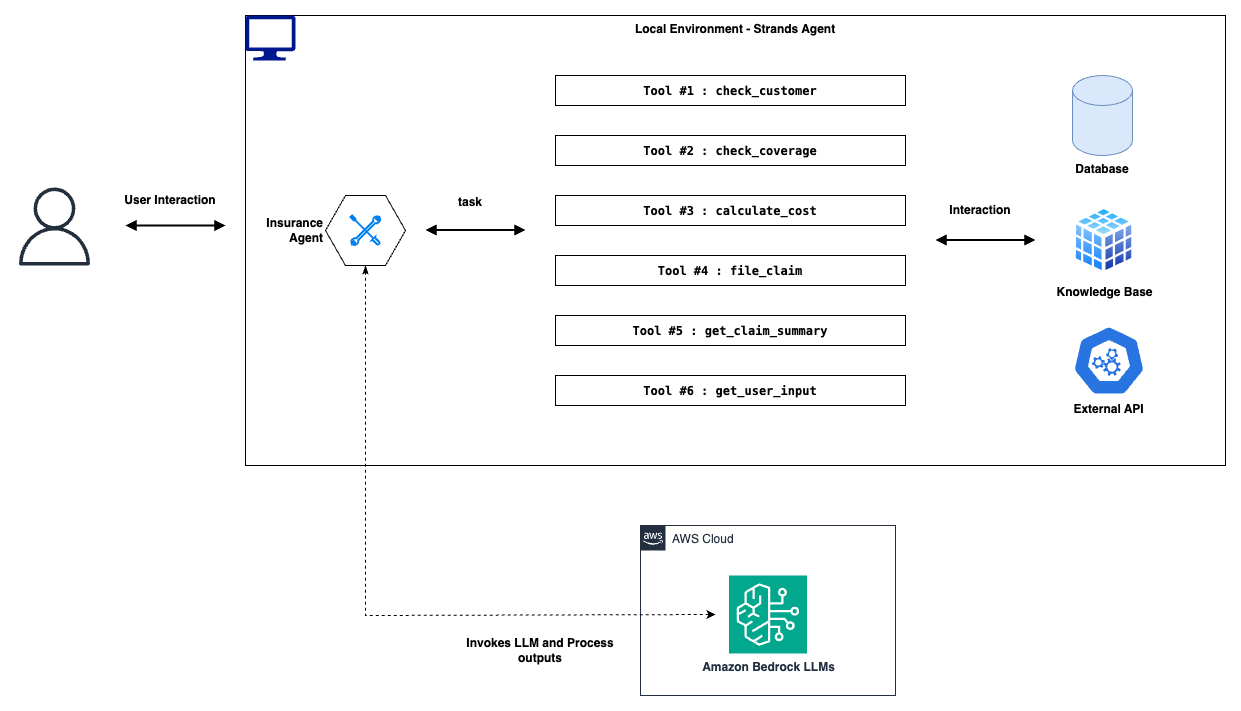 Local Environment - Strands Agent
Tool #1 : check_customer
Tool #2 : check_coverage
Tool #3 : calculate_cost
Tool #4 : file_claim
Tool #5 : get_claim_summary
Tool #6 : get_user_input
User Interaction
Insurance
Agent
task
Interaction
Database
Knowledge Base
External API
aws
AWS Cloud
Invokes LLM and Process
outputs
Amazon Bedrock LLMs